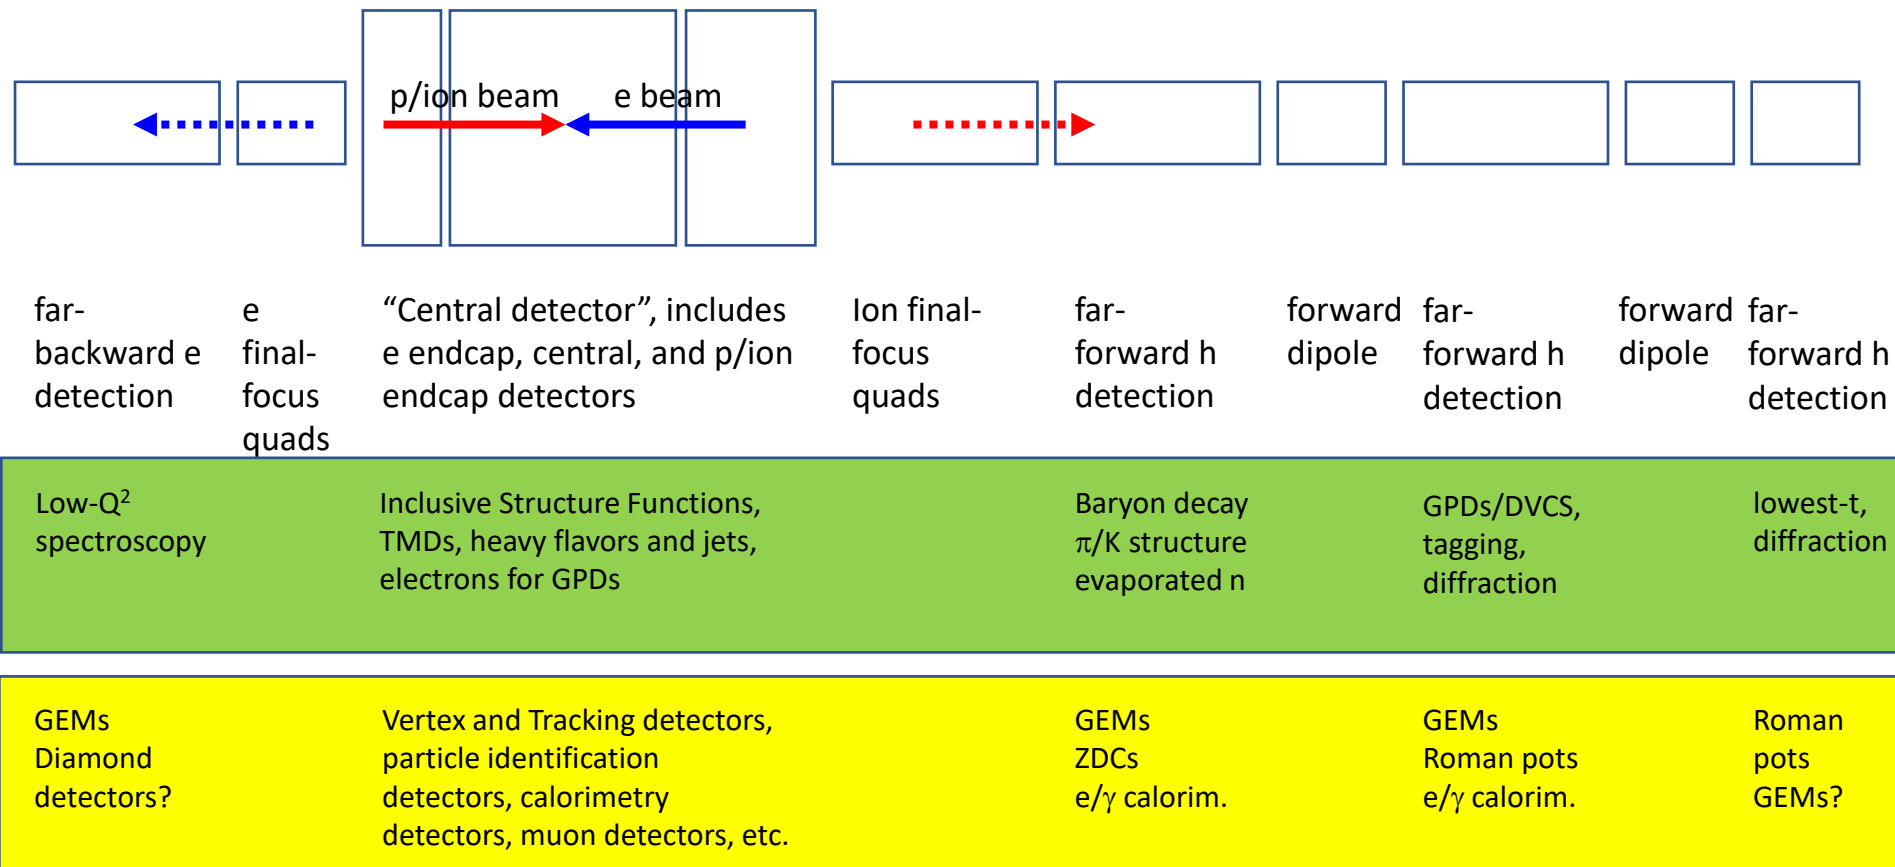 p/ion beam
e beam
far-
backward e
detection
e
final-
focus
quads
“Central detector”, includes
e endcap, central, and p/ion
endcap detectors
Ion final-
focus
quads
far-
forward h
detection
forward
dipole
far-
forward h
detection
forward
dipole
far-
forward h
detection
Low-Q²
spectroscopy
Inclusive Structure Functions,
TMDs, heavy flavors and jets,
electrons for GPDs
Baryon decay
π/K structure
evaporated n
GPDs/DVCS,
tagging,
diffraction
lowest-t,
diffraction
GEMs
Diamond
detectors?
Vertex and Tracking detectors,
particle identification
detectors, calorimetry
detectors, muon detectors, etc.
GEMs
ZDCs
e/γ calorim.
GEMs
Roman pots
e/γ calorim.
Roman
pots
GEMs?